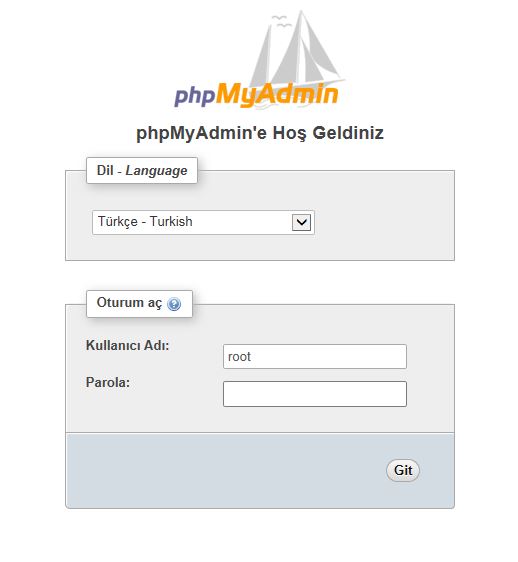 phpMyAdmin
phpMyAdmin'e Hoş Geldiniz
Dil - Language
Türkçe - Turkish
Oturum aç
Kullanıcı Adı:
root
Parola:
Git